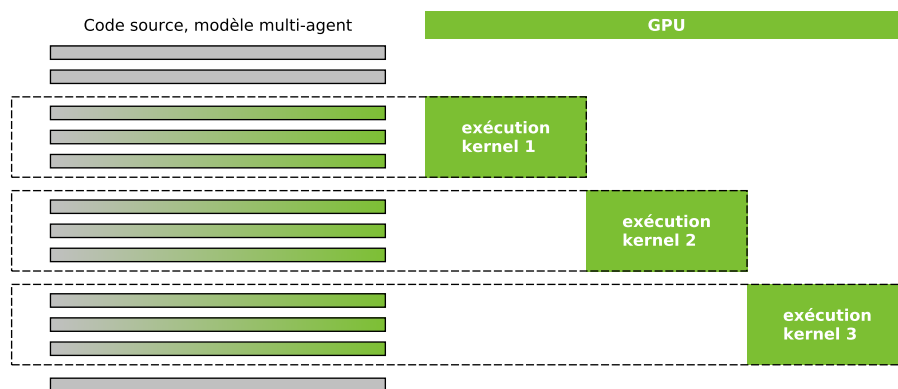 Code source, modèle multi-agent
GPU
exécution
kernel 1
exécution
kernel 2
exécution
kernel 3